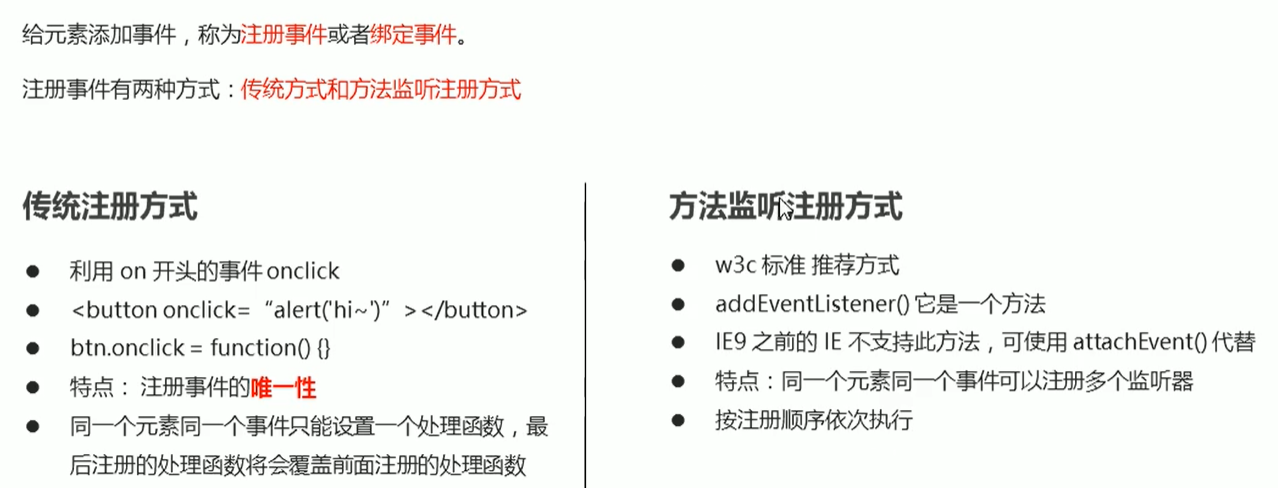 给元素添加事件，称为注册事件或者绑定事件。
注册事件有两种方式：传统方式和方法监听注册方式
传统注册方式
● 利用 on 开头的事件 onclick
● <button onclick=“alert('hi~')”></button>
● btn.onclick = function() {}
● 特点： 注册事件的唯一性
● 同一个元素同一个事件只能设置一个处理函数，最
后注册的处理函数将会覆盖前面注册的处理函数
方法监听注册方式
● w3c 标准 推荐方式
● addEventListener() 它是一个方法
● IE9 之前的 IE 不支持此方法，可使用 attachEvent() 代替
● 特点：同一个元素同一个事件可以注册多个监听器
● 按注册顺序依次执行